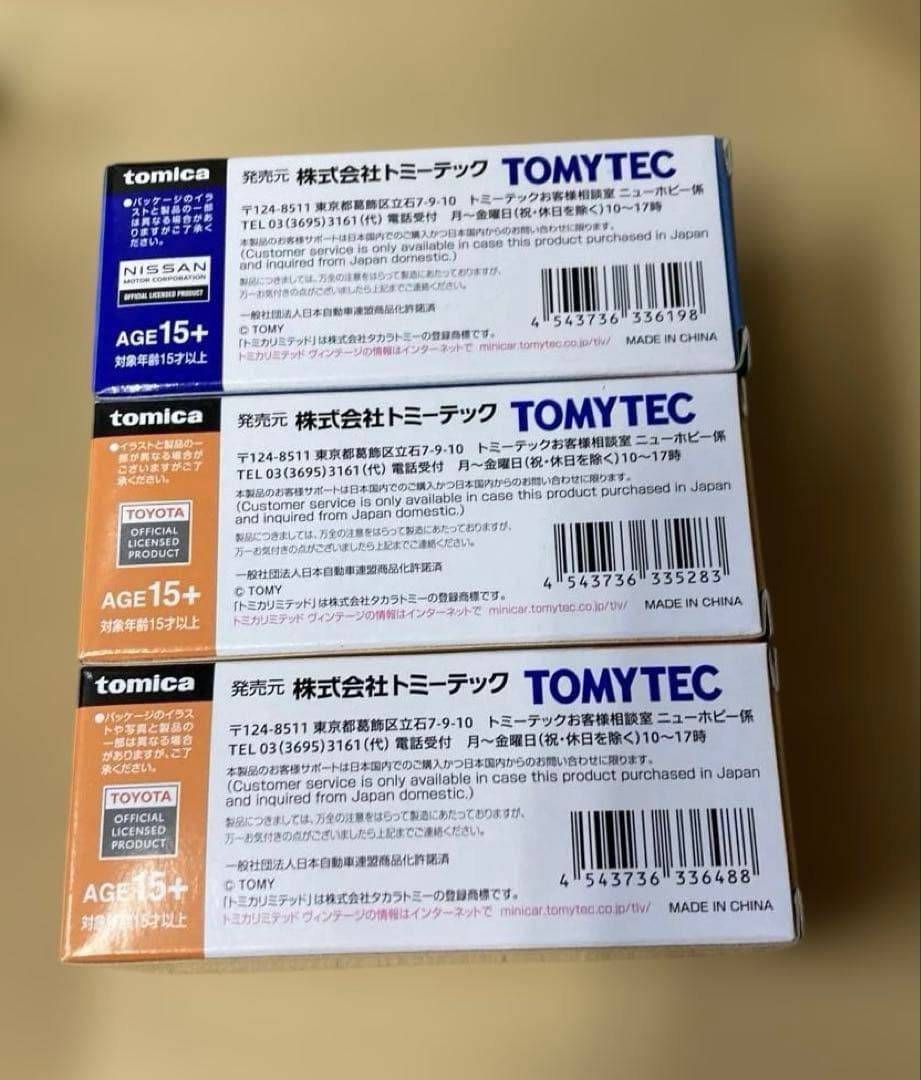 tomica
●パッケージのイラ
ストと製品の一部
は異なる場合があ
りますがご了承く
ださい。
NISSAN
MOTOR CORPORATION
OFFICIAL LICENSED PRODUCT
AGE15+
対象年齢15才以上
発売元 株式会社トミーテック TOMYTEC
〒124-8511 東京都葛飾区立石7-9-10 トミーテックお客様相談室 ニューホビー係
TEL 03(3695)3161(代) 電話受付 月〜金曜日(祝・休日を除く)10〜17時
本製品のお客様サポートは日本国内でのご購入かつ日本国内からのお問い合わせに限ります。
(Customer service is only available in case this product purchased in Japan
and inquired from Japan domestic.)
製品につきましては、万全の注意をはらって製造にあたっておりますが、
万一お気付きの点がございましたら上記までご連絡ください。
一般社団法人日本自動車連盟商品化許諾済
© TOMY
「トミカリミテッド」は株式会社タカラトミーの登録商標です。
トミカリミテッド ヴィンテージの情報はインターネットで minicar.tomytec.co.jp/tlv/ MADE IN CHINA
4 543736 336198
tomica
●イラストと製品の一
部が異なる場合が
ございますがご了
承ください。
TOYOTA
OFFICIAL
LICENSED
PRODUCT
AGE15+
対象年齢15才以上
発売元 株式会社トミーテック TOMYTEC
〒124-8511 東京都葛飾区立石7-9-10 トミーテックお客様相談室 ニューホビー係
TEL 03(3695)3161(代) 電話受付 月〜金曜日(祝・休日を除く)10〜17時
本製品のお客様サポートは日本国内でのご購入かつ日本国内からのお問い合わせに限ります。
(Customer service is only available in case this product purchased in Japan
and inquired from Japan domestic.)
製品につきましては、万全の注意をはらって製造にあたっておりますが、
万一お気付きの点がございましたら上記までご連絡ください。
一般社団法人日本自動車連盟商品化許諾済
© TOMY
「トミカリミテッド」は株式会社タカラトミーの登録商標です。
トミカリミテッド ヴィンテージの情報はインターネットで minicar.tomytec.co.jp/tlv/ MADE IN CHINA
4 543736 335283
tomica
●パッケージのイラス
トや写真と製品の
一部は異なる場合
がありますが、ご了
承ください。
TOYOTA
OFFICIAL
LICENSED
PRODUCT
AGE15+
対象年齢15才以上
発売元 株式会社トミーテック TOMYTEC
〒124-8511 東京都葛飾区立石7-9-10 トミーテックお客様相談室 ニューホビー係
TEL 03(3695)3161(代) 電話受付 月〜金曜日(祝・休日を除く)10〜17時
本製品のお客様サポートは日本国内でのご購入かつ日本国内からのお問い合わせに限ります。
(Customer service is only available in case this product purchased in Japan
and inquired from Japan domestic.)
製品につきましては、万全の注意をはらって製造にあたっておりますが、
万一お気付きの点がございましたら上記までご連絡ください。
一般社団法人日本自動車連盟商品化許諾済
© TOMY
「トミカリミテッド」は株式会社タカラトミーの登録商標です。
トミカリミテッド ヴィンテージの情報はインターネットで minicar.tomytec.co.jp/tlv/ MADE IN CHINA
4 543736 336488